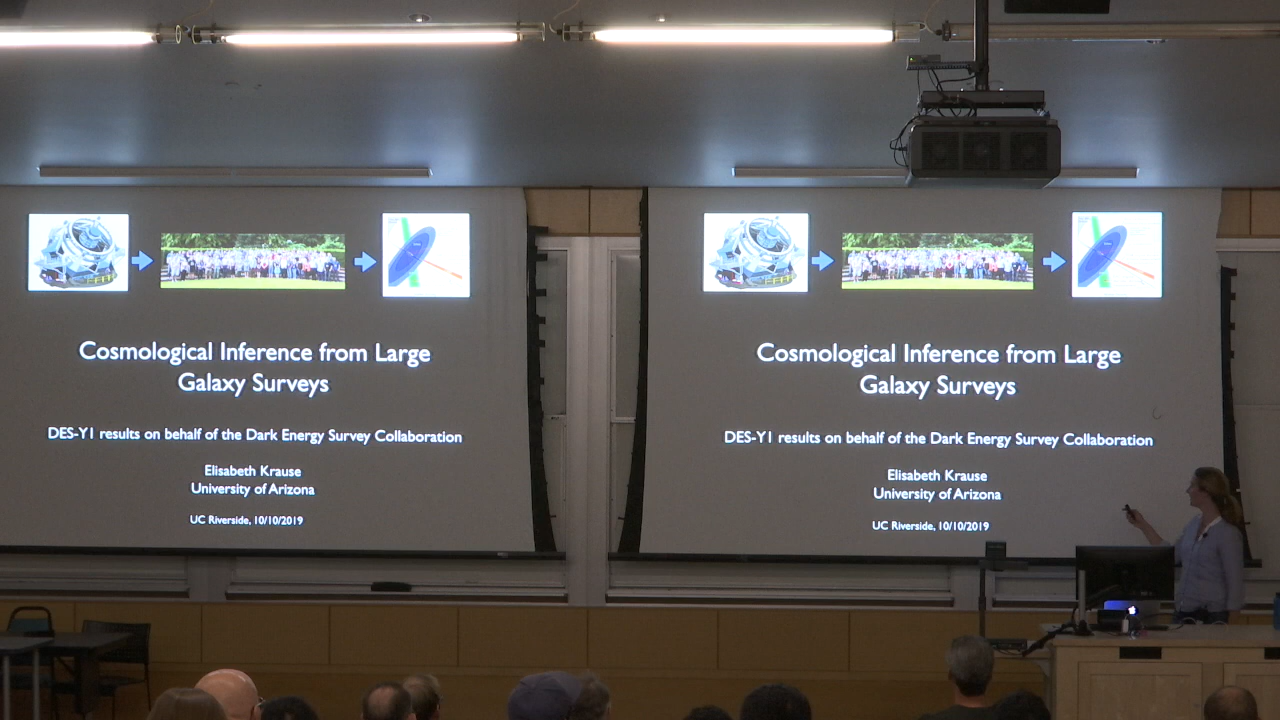 Cosmological Inference from Large
Galaxy Surveys
DES-Y1 results on behalf of the Dark Energy Survey Collaboration
Elisabeth Krause
University of Arizona
UC Riverside, 10/10/2019
Cosmological Inference from Large
Galaxy Surveys
DES-Y1 results on behalf of the Dark Energy Survey Collaboration
Elisabeth Krause
University of Arizona
UC Riverside, 10/10/2019